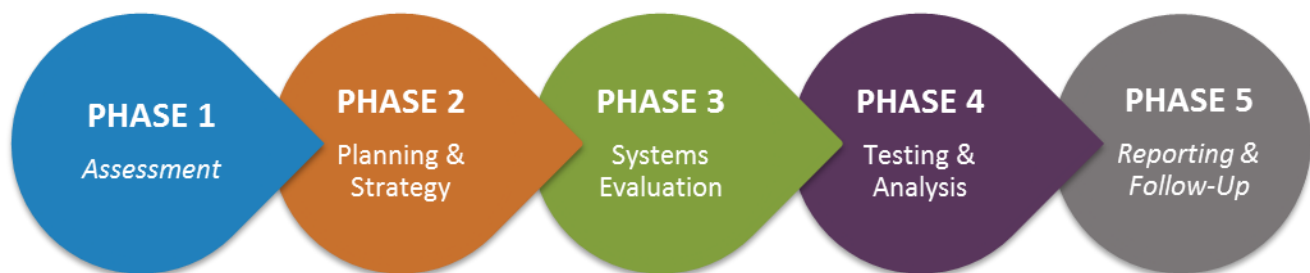 PHASE 1
Assessment
PHASE 2
Planning &
Strategy
PHASE 3
Systems
Evaluation
PHASE 4
Testing &
Analysis
PHASE 5
Reporting &
Follow-Up